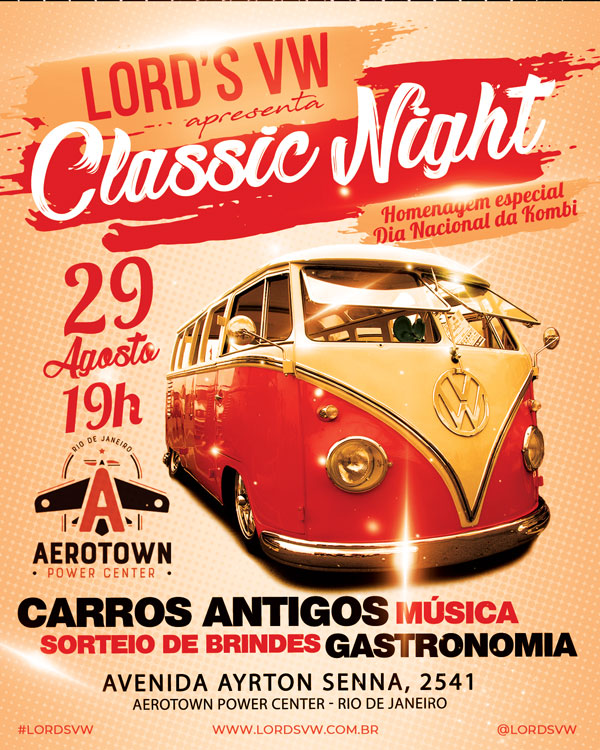 LORD'S VW
apresenta
Classic Night
Homenagem especial
Dia Nacional da Kombi
29
Agosto
19h
RIO DE JANEIRO
A
AEROTOWN
• POWER CENTER •
CARROS ANTIGOS MÚSICA
SORTEIO DE BRINDES GASTRONOMIA
AVENIDA AYRTON SENNA, 2541
AEROTOWN POWER CENTER - RIO DE JANEIRO
#LORDSVW WWW.LORDSVW.COM.BR @LORDSVW